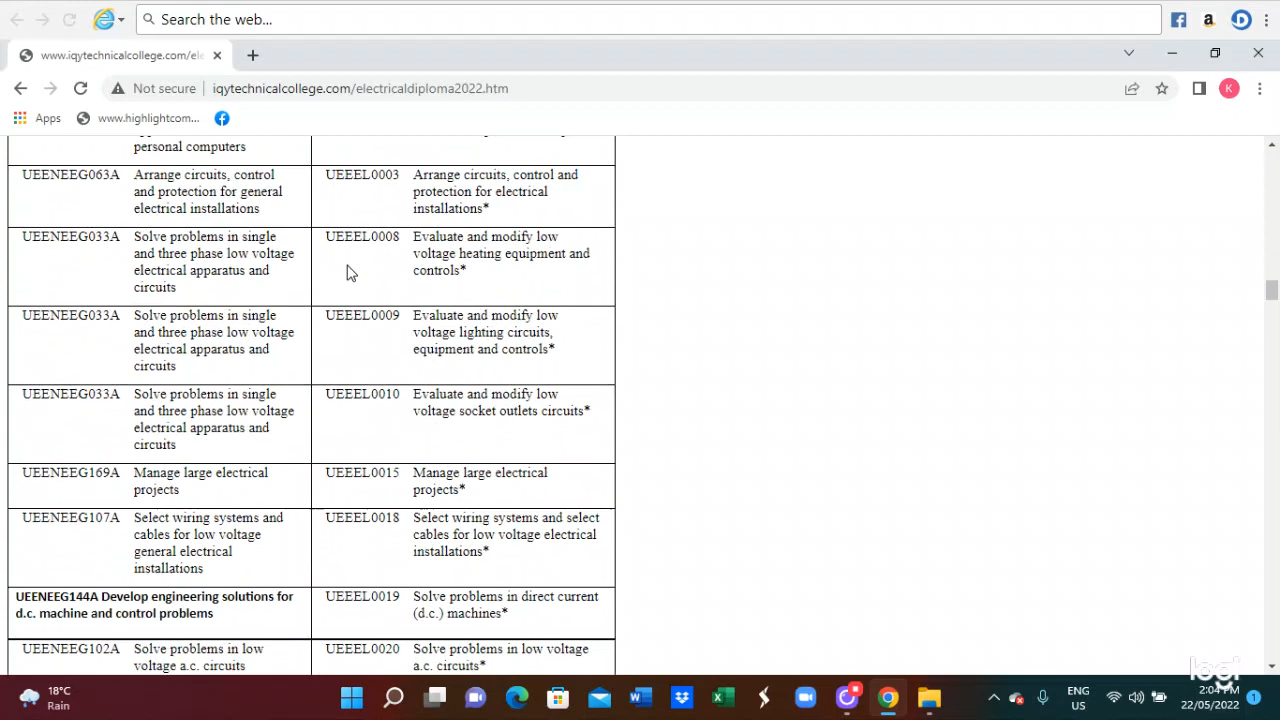 Search the web...
www.iqytechnicalcollege.com/ele
Not secure
iqytechnicalcollege.com/electricaldiploma2022.htm
K
Apps
www.highlightcom...
personal computers
UEENEEG063A Arrange circuits, control and protection for general electrical installations
UEEEL0003 Arrange circuits, control and protection for electrical installations*
UEENEEG033A Solve problems in single and three phase low voltage electrical apparatus and circuits
UEEEL0008 Evaluate and modify low voltage heating equipment and controls*
UEENEEG033A Solve problems in single and three phase low voltage electrical apparatus and circuits
UEEEL0009 Evaluate and modify low voltage lighting circuits, equipment and controls*
UEENEEG033A Solve problems in single and three phase low voltage electrical apparatus and circuits
UEEEL0010 Evaluate and modify low voltage socket outlets circuits*
UEENEEG169A Manage large electrical projects
UEEEL0015 Manage large electrical projects*
UEENEEG107A Select wiring systems and cables for low voltage general electrical installations
UEEEL0018 Select wiring systems and select cables for low voltage electrical installations*
UEENEEG144A Develop engineering solutions for d.c. machine and control problems
UEEEL0019 Solve problems in direct current (d.c.) machines*
UEENEEG102A Solve problems in low voltage a.c. circuits
UEEEL0020 Solve problems in low voltage a.c. circuits*
logi
18°C
Rain
ENG
US
2:04 PM
22/05/2022
1